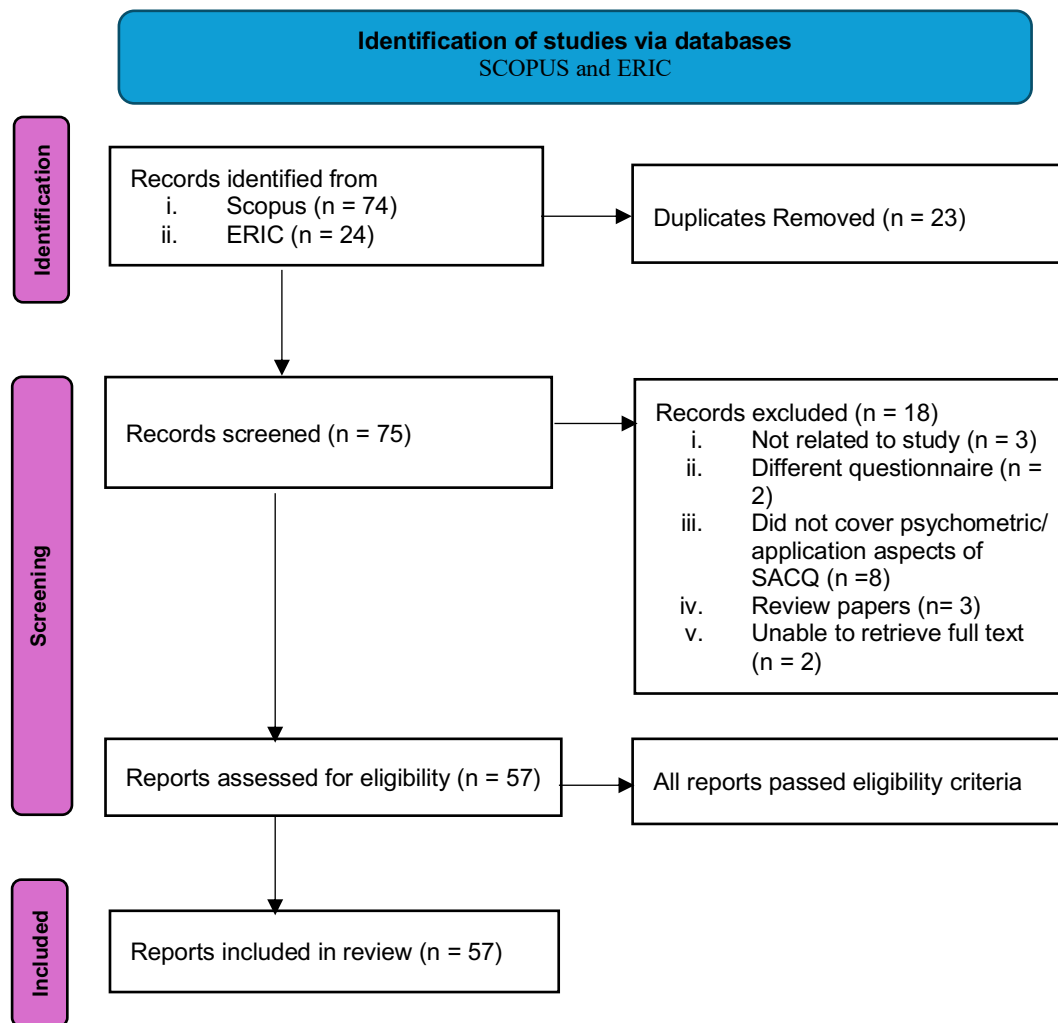 Identification of studies via databases
SCOPUS and ERIC
Identification
Records identified from
i. Scopus (n = 74)
ii. ERIC (n = 24)
Duplicates Removed (n = 23)
Screening
Records screened (n = 75)
Records excluded (n = 18)
i. Not related to study (n = 3)
ii. Different questionnaire (n =
2)
iii. Did not cover psychometric/
application aspects of
SACQ (n =8)
iv. Review papers (n= 3)
v. Unable to retrieve full text
(n = 2)
Reports assessed for eligibility (n = 57)
All reports passed eligibility criteria
Included
Reports included in review (n = 57)